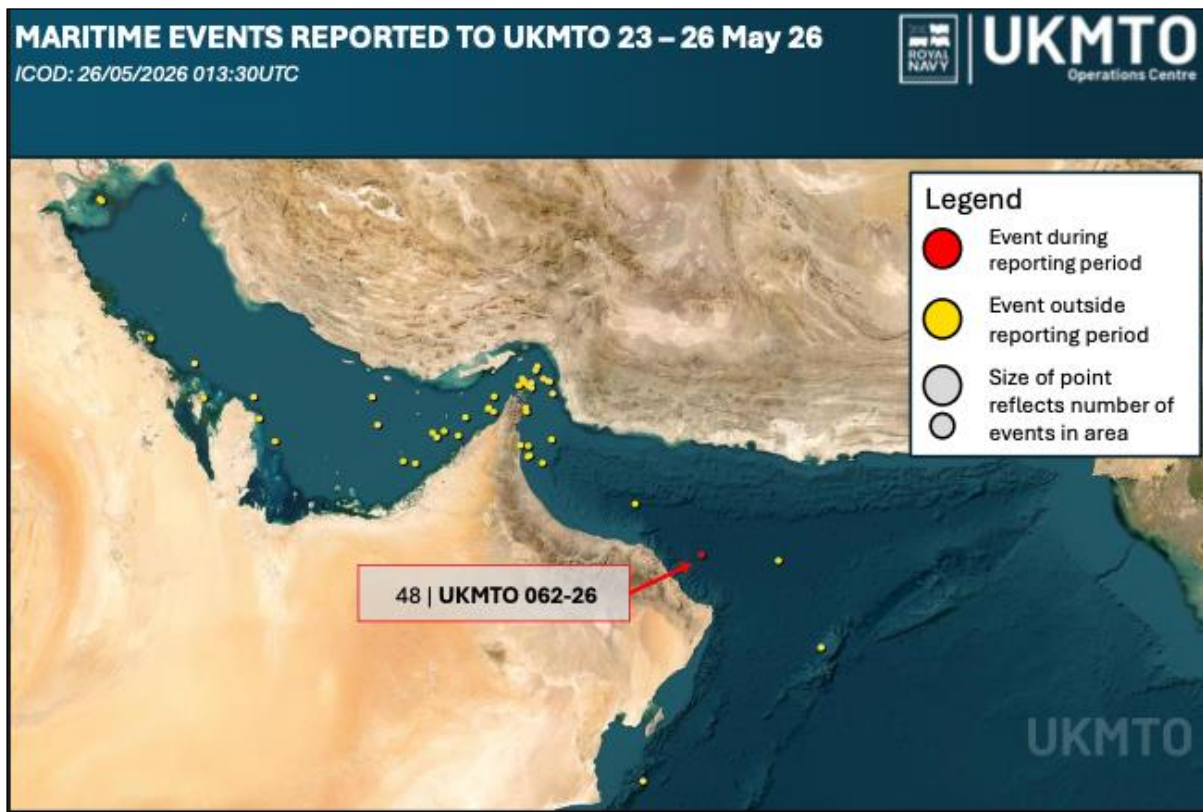 MARITIME EVENTS REPORTED TO UKMTO 23 – 26 May 26
ICOD: 26/05/2026 013:30UTC
ROYAL
NAVY
UKMTO
Operations Centre
Legend
Event during
reporting period
Event outside
reporting period
Size of point
reflects number of
events in area
48 | UKMTO 062-26
UKMTO